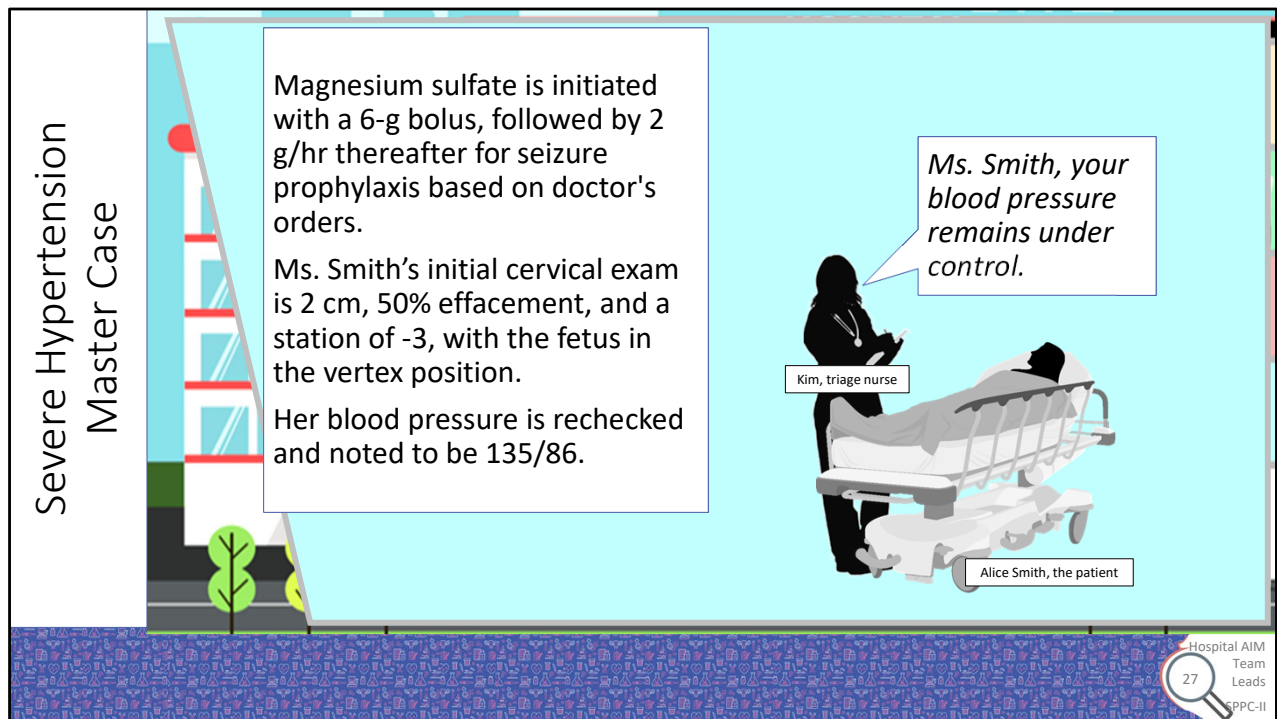 Severe Hypertension
Master Case
Magnesium sulfate is initiated
with a 6-g bolus, followed by 2
g/hr thereafter for seizure
prophylaxis based on doctor's
orders.
Ms. Smith’s initial cervical exam
is 2 cm, 50% effacement, and a
station of -3, with the fetus in
the vertex position.
Her blood pressure is rechecked
and noted to be 135/86.
Ms. Smith, your
blood pressure
remains under
control.
Kim, triage nurse
Alice Smith, the patient
Hospital AIM
Team
Leads
SPPC-II
27